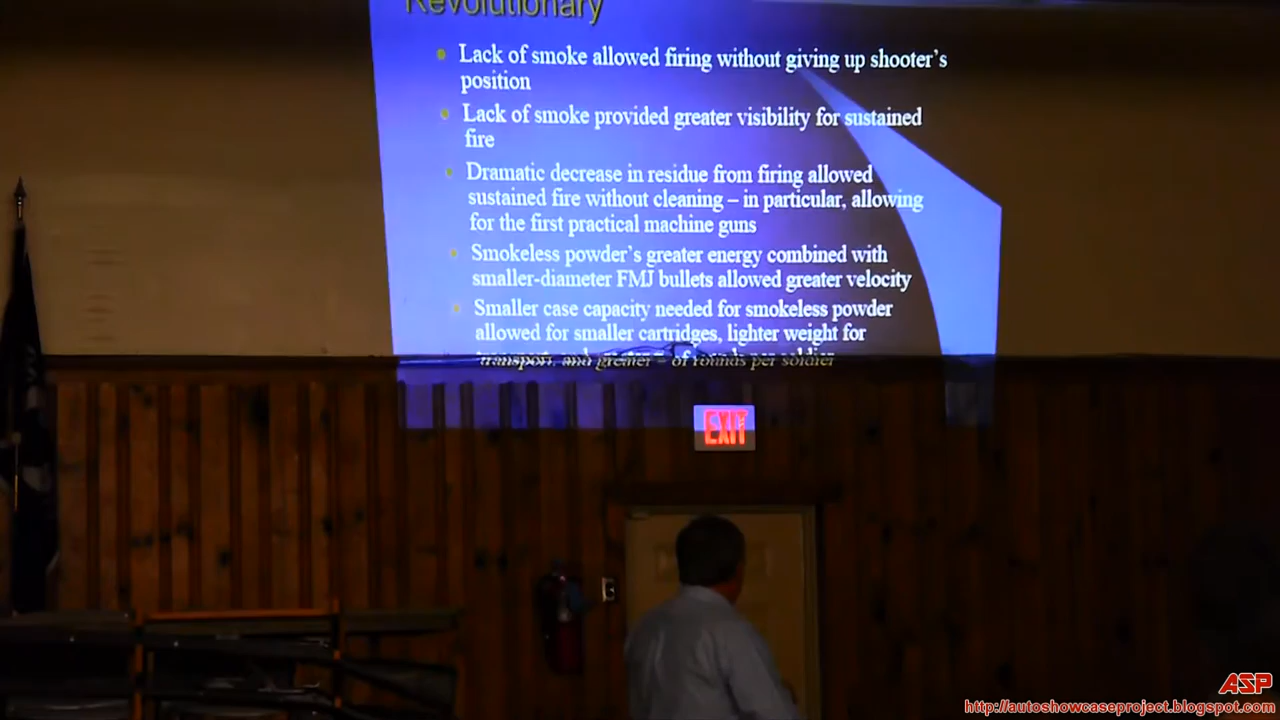 Revolutionary
Lack of smoke allowed firing without giving up shooter's
position
Lack of smoke provided greater visibility for sustained
fire
Dramatic decrease in residue from firing allowed
sustained fire without cleaning – in particular, allowing
for the first practical machine guns
Smokeless powder's greater energy combined with
smaller-diameter FMJ bullets allowed greater velocity
Smaller case capacity needed for smokeless powder
allowed for smaller cartridges, lighter weight for
transport, and greater – of rounds per soldier
EXIT
ASP
http://autoshowcaseproject.blogspot.com